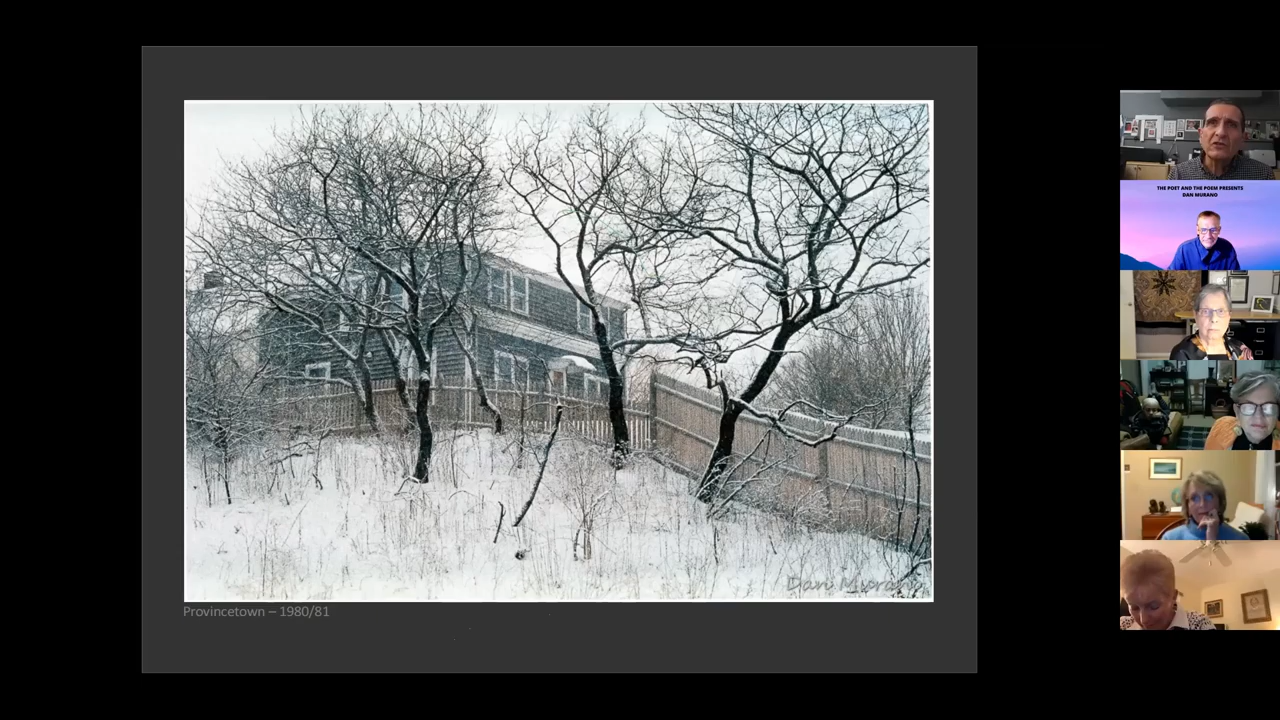 THE POET AND THE POEM PRESENTS
DAN MURANO
Dan Murano
Provincetown – 1980/81